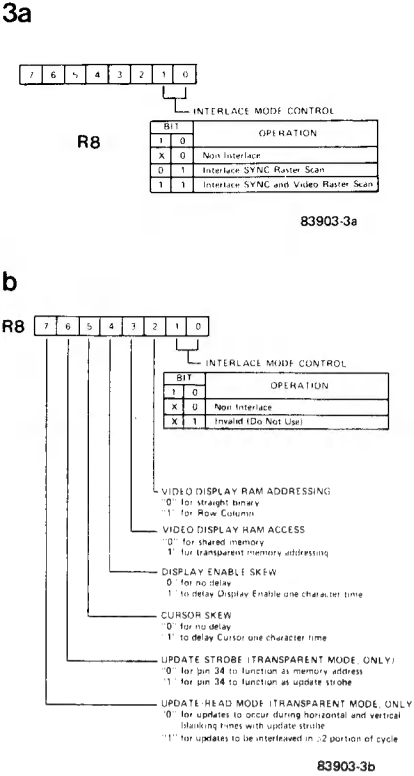 3a
7 6 5 4 3 2 1 0
INTERLACE MODE CONTROL
R8
BIT OPERATION
1 0
X 0 Non Interlace
0 1 Interlace SYNC Raster Scan
1 1 Interlace SYNC and Video Raster Scan
83903-3a
b
R8 7 6 5 4 3 2 1 0
INTERLACE MODE CONTROL
BIT OPERATION
1 0
X 0 Non Interlace
X 1 Invalid (Do Not Use)
VIDEO DISPLAY RAM ADDRESSING
"0" for straight binary
"1" for Row Column
VIDEO DISPLAY RAM ACCESS
"0" for shared memory
1" for transparent memory addressing
DISPLAY ENABLE SKEW
0" for no delay
1" to delay Display Enable one character time
CURSOR SKEW
"0" for no delay
"1" to delay Cursor one character time
UPDATE STROBE (TRANSPARENT MODE, ONLY)
"0" for pin 34 to function as memory address
"1" for pin 34 to function as update strobe
UPDATE READ MODE (TRANSPARENT MODE, ONLY
"0" for updates to occur during horizontal and vertical
blanking times with update strobe
"1" for updates to be interleaved in portion of cycle
83903-3b